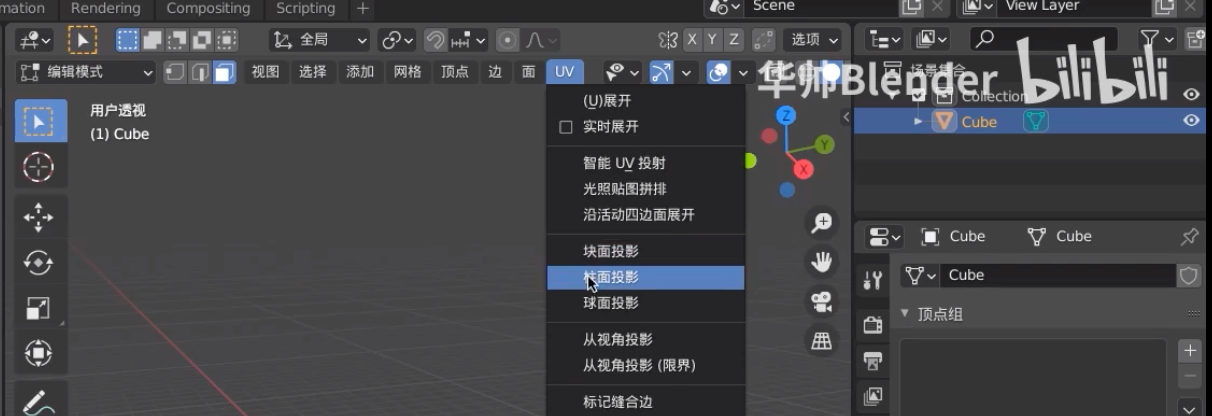 mation Rendering Compositing Scripting +
Scene View Layer
全局 X Y Z 选项
编辑模式 视图 选择 添加 网格 顶点 边 面 UV
华帅Blender bilibili
场景集合
Collection
Cube
用户透视
(1) Cube
(U)展开
实时展开
智能 UV 投射
光照贴图拼排
沿活动四边面展开
块面投影
柱面投影
球面投影
从视角投影
从视角投影 (限界)
标记缝合边
Z
Y
X
Cube Cube
Cube
顶点组